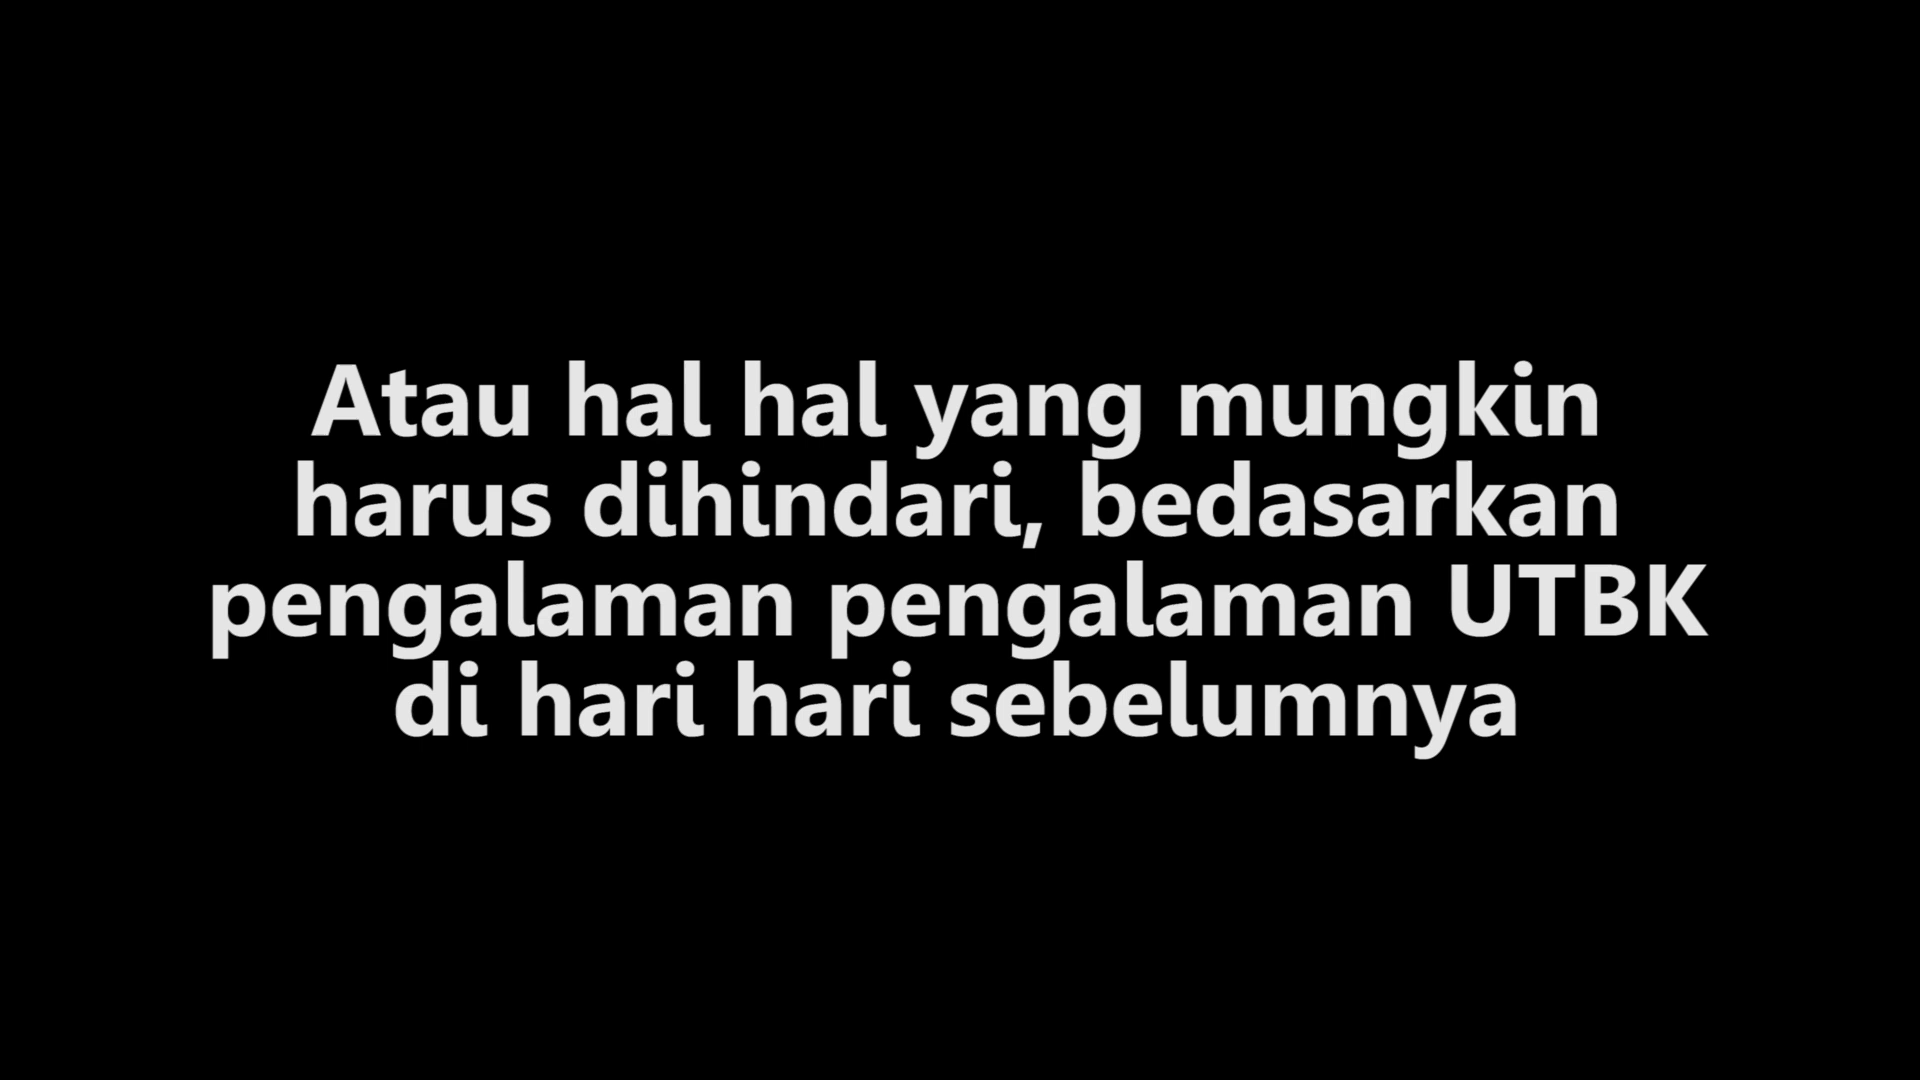 Atau hal hal yang mungkin
harus dihindari, bedasarkan
pengalaman pengalaman UTBK
di hari hari sebelumnya